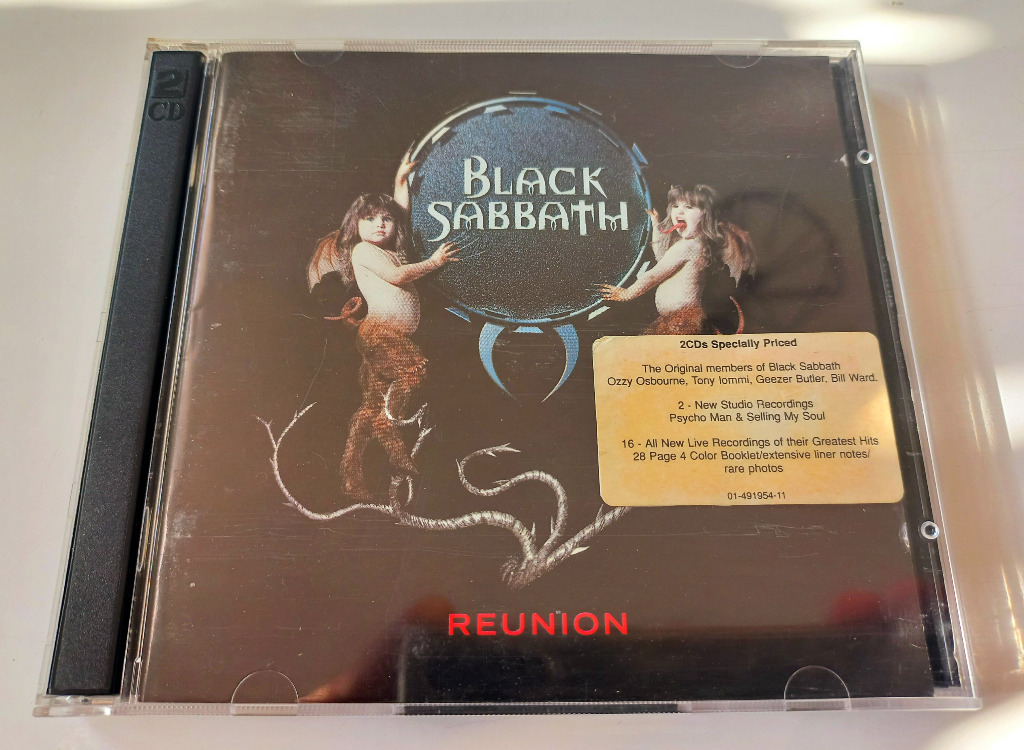 2
CD
BLACK
SABBATH
2CDs Specially Priced
The Original members of Black Sabbath
Ozzy Osbourne, Tony Iommi, Geezer Butler, Bill Ward.
2 - New Studio Recordings
Psycho Man & Selling My Soul
16 - All New Live Recordings of their Greatest Hits
28 Page 4 Color Booklet/extensive liner notes/
rare photos
01-491954-11
REUNION